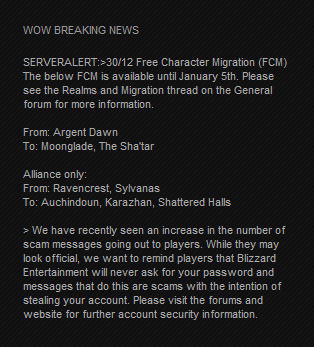 WOW BREAKING NEWS
SERVERALERT:>30/12 Free Character Migration (FCM)
The below FCM is available until January 5th. Please
see the Realms and Migration thread on the General
forum for more information.
From: Argent Dawn
To: Moonglade, The Sha'tar
Alliance only:
From: Ravencrest, Sylvanas
To: Auchindoun, Karazhan, Shattered Halls
> We have recently seen an increase in the number of
scam messages going out to players. While they may
look official, we want to remind players that Blizzard
Entertainment will never ask for your password and
messages that do this are scams with the intention of
stealing your account. Please visit the forums and
website for further account security information.